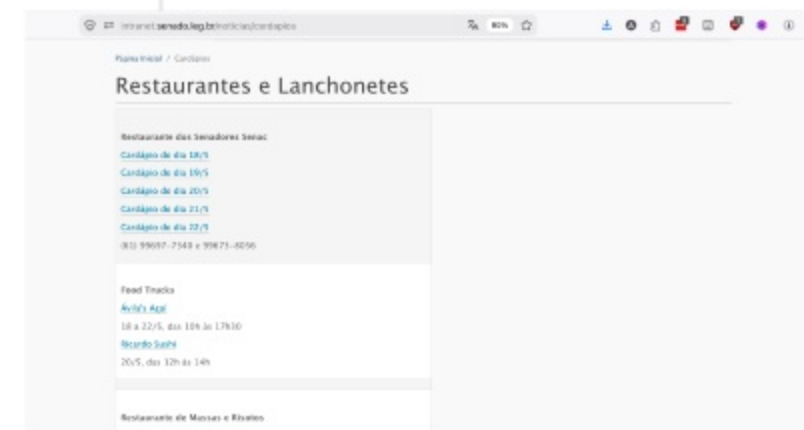 intranet.senado.leg.br/noticias/cardapios
80%
Página Inicial / Cardápios
Restaurantes e Lanchonetes
Restaurante dos Senadores Senac
Cardápio do dia 18/5
Cardápio do dia 19/5
Cardápio do dia 20/5
Cardápio do dia 21/5
Cardápio do dia 22/5
(61) 99697-7340 e 99675-8056
Food Trucks
Ávila's Açaí
18 a 22/5, das 10h às 17h30
Ricardo Sushi
20/5, das 12h às 14h
Restaurante de Massas e Risotos